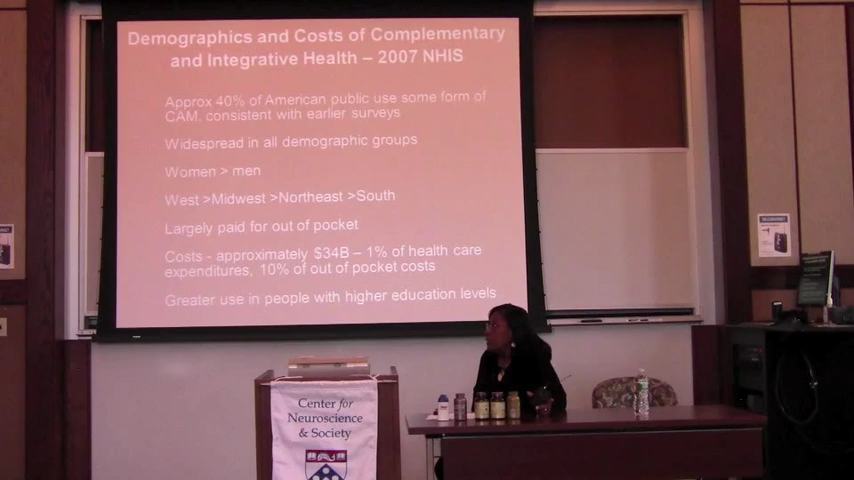 Demographics and Costs of Complementary
and Integrative Health – 2007 NHIS
Approx 40% of American public use some form of
CAM, consistent with earlier surveys
Widespread in all demographic groups
Women > men
West >Midwest >Northeast >South
Largely paid for out of pocket
Costs - approximately $34B – 1% of health care
expenditures, 10% of out of pocket costs
Greater use in people with higher education levels
Center for
Neuroscience
& Society